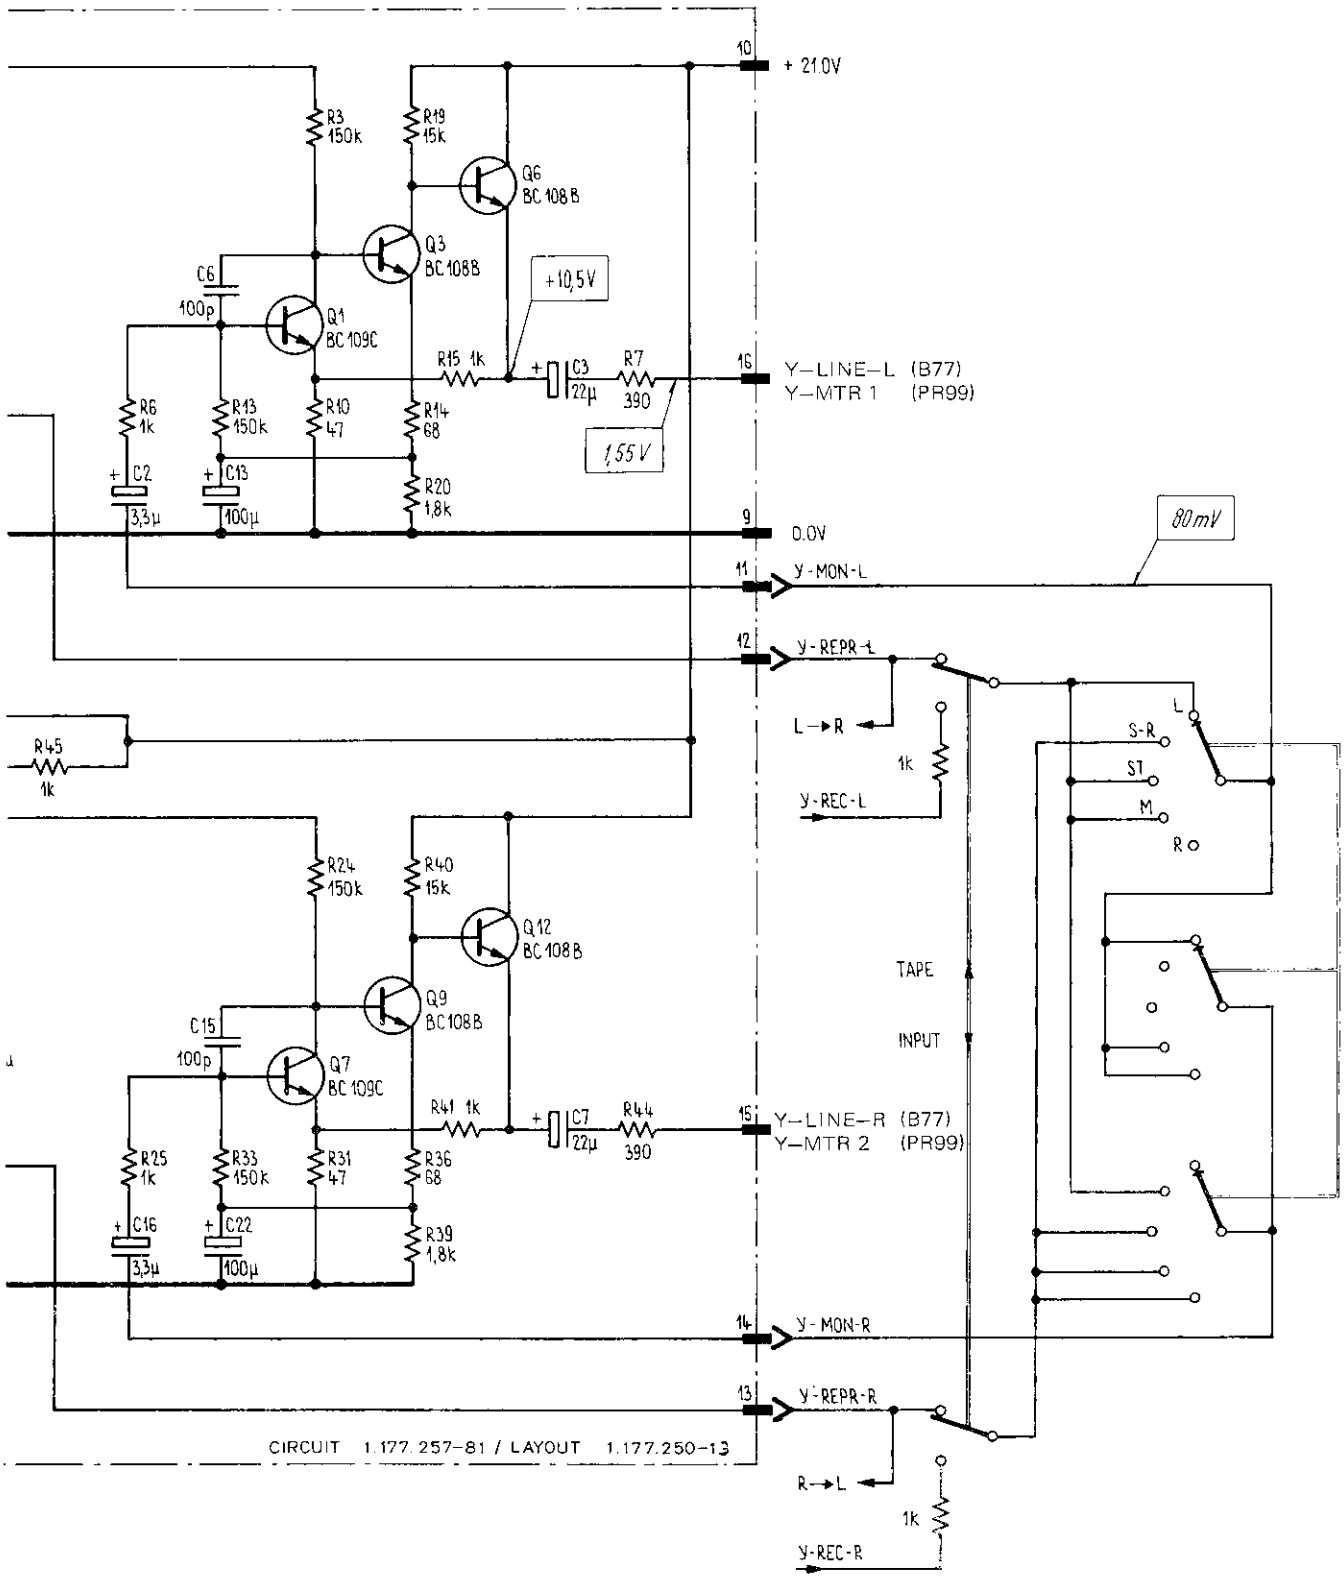 10
+ 21.0V
R3
150k
R19
15k
Q6
BC 108B
Q3
BC 108B
C6
100p
+10,5V
Q1
BC 109C
R15 1k
+ C3
22µ
R7
390
16
Y-LINE-L (B77)
Y-MTR 1 (PR99)
R6
1k
R13
150k
R10
47
R14
68
1,55V
+ C2
3,3µ
+ C13
100µ
R20
1,8k
9
0.0V
80mV
11
Y-MON-L
12
Y-REPR-L
L→R
1k
Y-REC-L
L
S-R
ST
M
R
R45
1k
R24
150k
R40
15k
Q12
BC 108B
Q9
BC 108B
TAPE
INPUT
C15
100p
µ
Q7
BC 109C
R41 1k
+ C7
22µ
R44
390
15
Y-LINE-R (B77)
Y-MTR 2 (PR99)
R25
1k
R33
150k
R31
47
R36
68
+ C16
3,3µ
+ C22
100µ
R39
1,8k
14
Y-MON-R
13
Y-REPR-R
CIRCUIT 1.177.257-81 / LAYOUT 1.177.250-13
R→L
1k
Y-REC-R